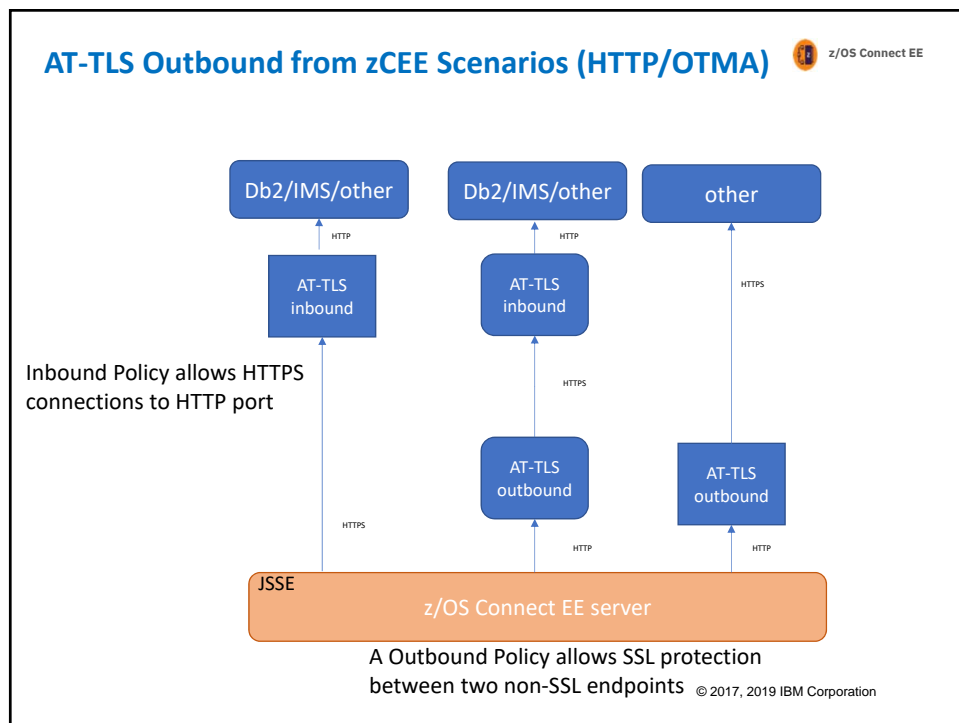 AT-TLS Outbound from zCEE Scenarios (HTTP/OTMA)
z/OS Connect EE
Db2/IMS/other
Db2/IMS/other
other
HTTP
HTTP
AT-TLS
inbound
AT-TLS
inbound
HTTPS
Inbound Policy allows HTTPS
connections to HTTP port
HTTPS
AT-TLS
outbound
AT-TLS
outbound
HTTPS
HTTP
HTTP
JSSE
z/OS Connect EE server
A Outbound Policy allows SSL protection
between two non-SSL endpoints
© 2017, 2019 IBM Corporation